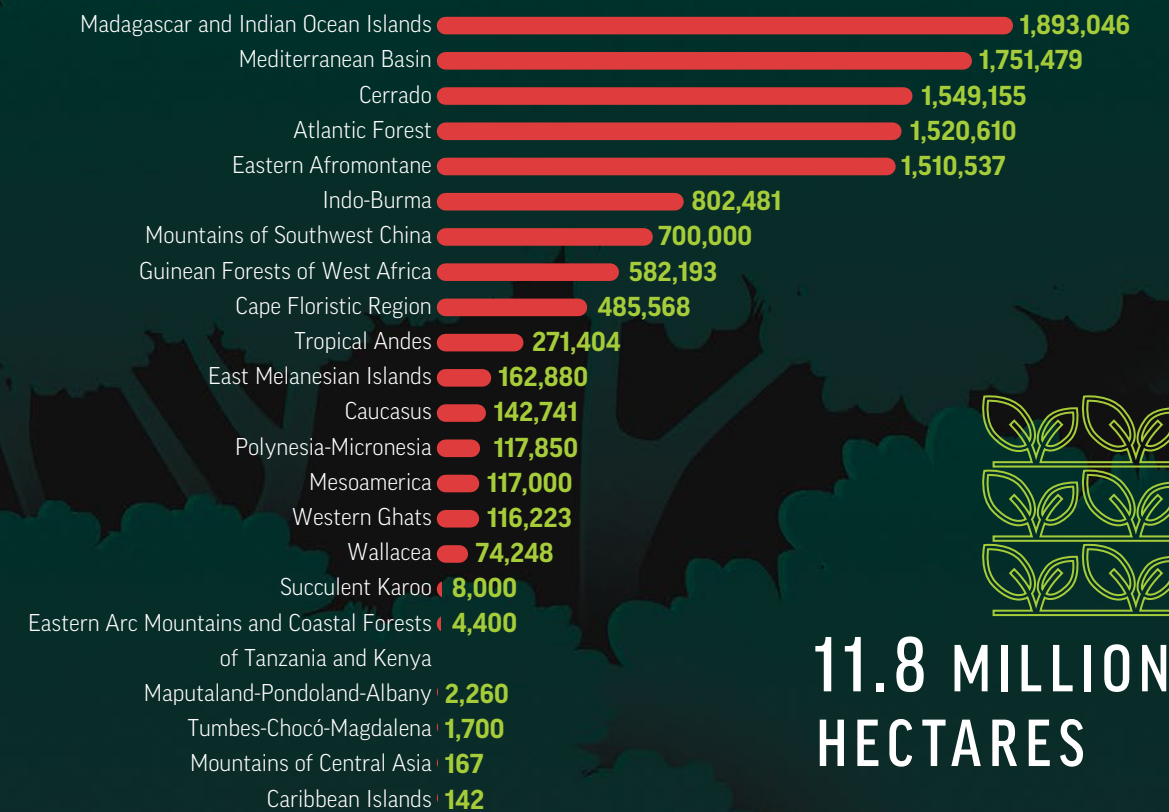 Madagascar and Indian Ocean Islands 1,893,046
Mediterranean Basin 1,751,479
Cerrado 1,549,155
Atlantic Forest 1,520,610
Eastern Afromontane 1,510,537
Indo-Burma 802,481
Mountains of Southwest China 700,000
Guinean Forests of West Africa 582,193
Cape Floristic Region 485,568
Tropical Andes 271,404
East Melanesian Islands 162,880
Caucasus 142,741
Polynesia-Micronesia 117,850
Mesoamerica 117,000
Western Ghats 116,223
Wallacea 74,248
Succulent Karoo 8,000
Eastern Arc Mountains and Coastal Forests 4,400
of Tanzania and Kenya
Maputaland-Pondoland-Albany 2,260
Tumbes-Chocó-Magdalena 1,700
Mountains of Central Asia 167
Caribbean Islands 142
11.8 MILLION
HECTARES